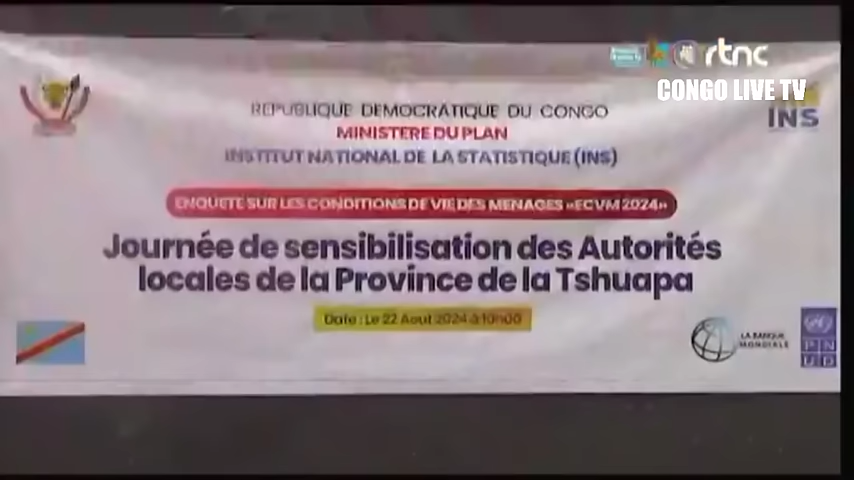 rtnc
CONGO LIVE TV
INS
REPUBLIQUE DEMOCRATIQUE DU CONGO
MINISTERE DU PLAN
INSTITUT NATIONAL DE LA STATISTIQUE (INS)
ENQUETE SUR LES CONDITIONS DE VIE DES MENAGES «ECVM 2024»
Journée de sensibilisation des Autorités
locales de la Province de la Tshuapa
Date : Le 22 Aout 2024 à 10h00
LA BANQUE
MONDIALE
PN
UD